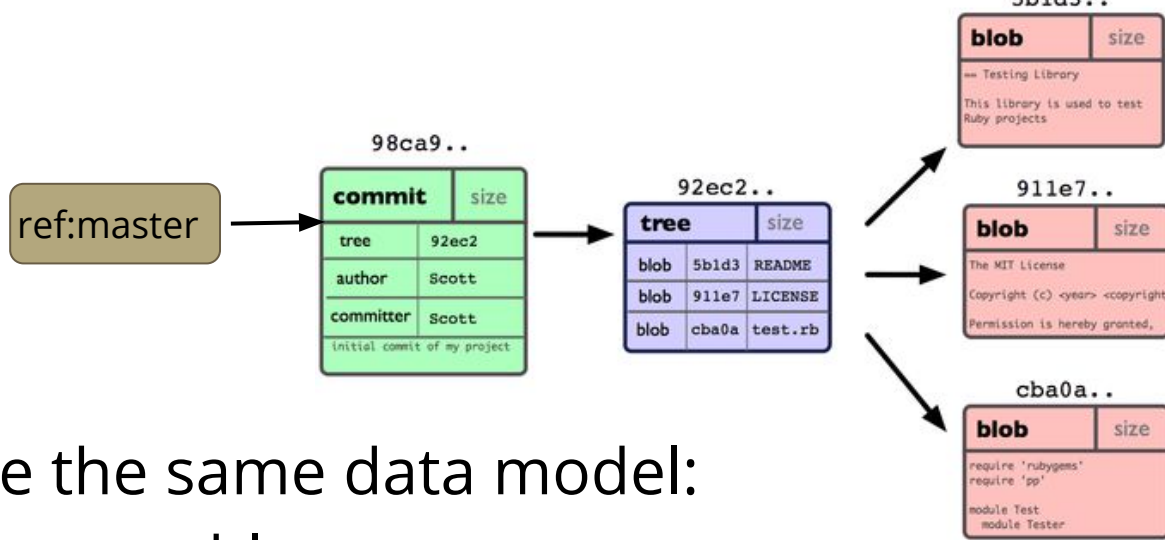 98ca9..
ref:master
commit size
tree 92ec2
author Scott
committer Scott
initial commit of my project
92ec2..
tree size
blob 5b1d3 README
blob 911e7 LICENSE
blob cba0a test.rb
5b1d3..
blob size
== Testing Library
This library is used to test
Ruby projects
911e7..
blob size
The MIT License
Copyright (c) <year> <copyright
Permission is hereby granted,
cba0a..
blob size
require 'rubygems'
require 'pp'
module Test
module Tester
e the same data model: